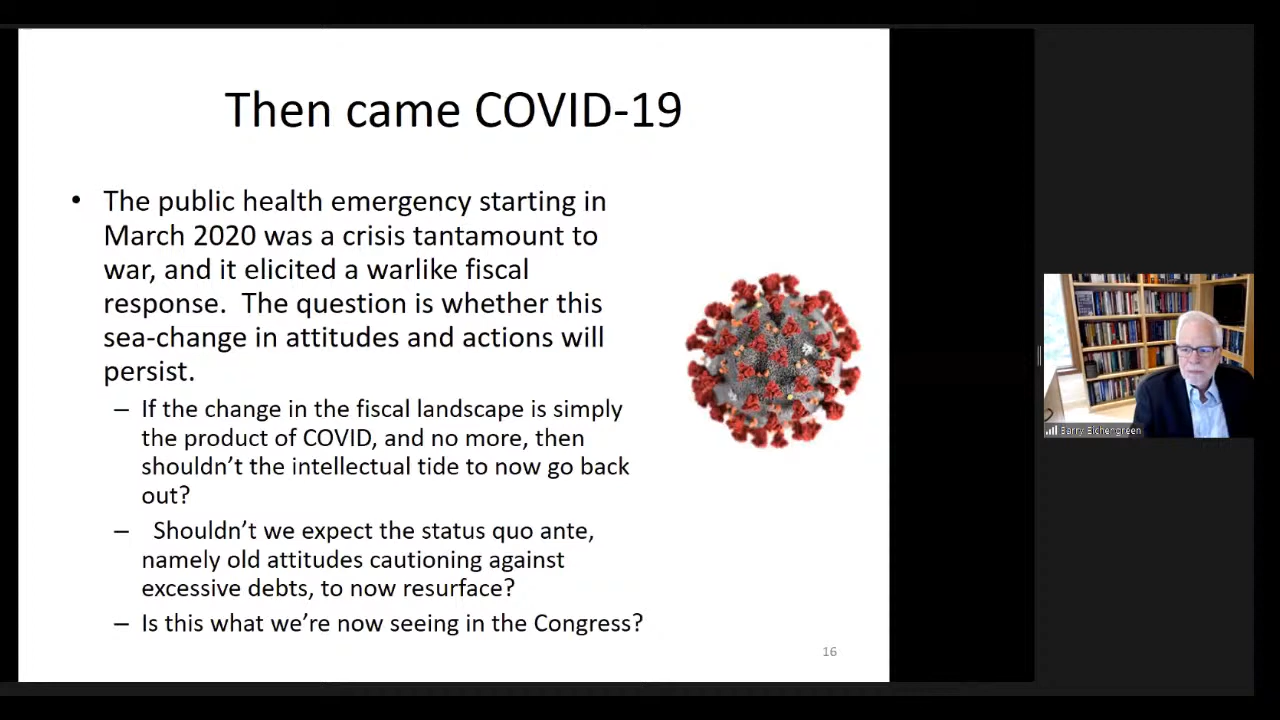 Then came COVID-19
• The public health emergency starting in
March 2020 was a crisis tantamount to
war, and it elicited a warlike fiscal
response.  The question is whether this
sea-change in attitudes and actions will
persist.
– If the change in the fiscal landscape is simply
the product of COVID, and no more, then
shouldn't the intellectual tide to now go back
out?
– Shouldn't we expect the status quo ante,
namely old attitudes cautioning against
excessive debts, to now resurface?
– Is this what we're now seeing in the Congress?
16
Barry Eichengreen